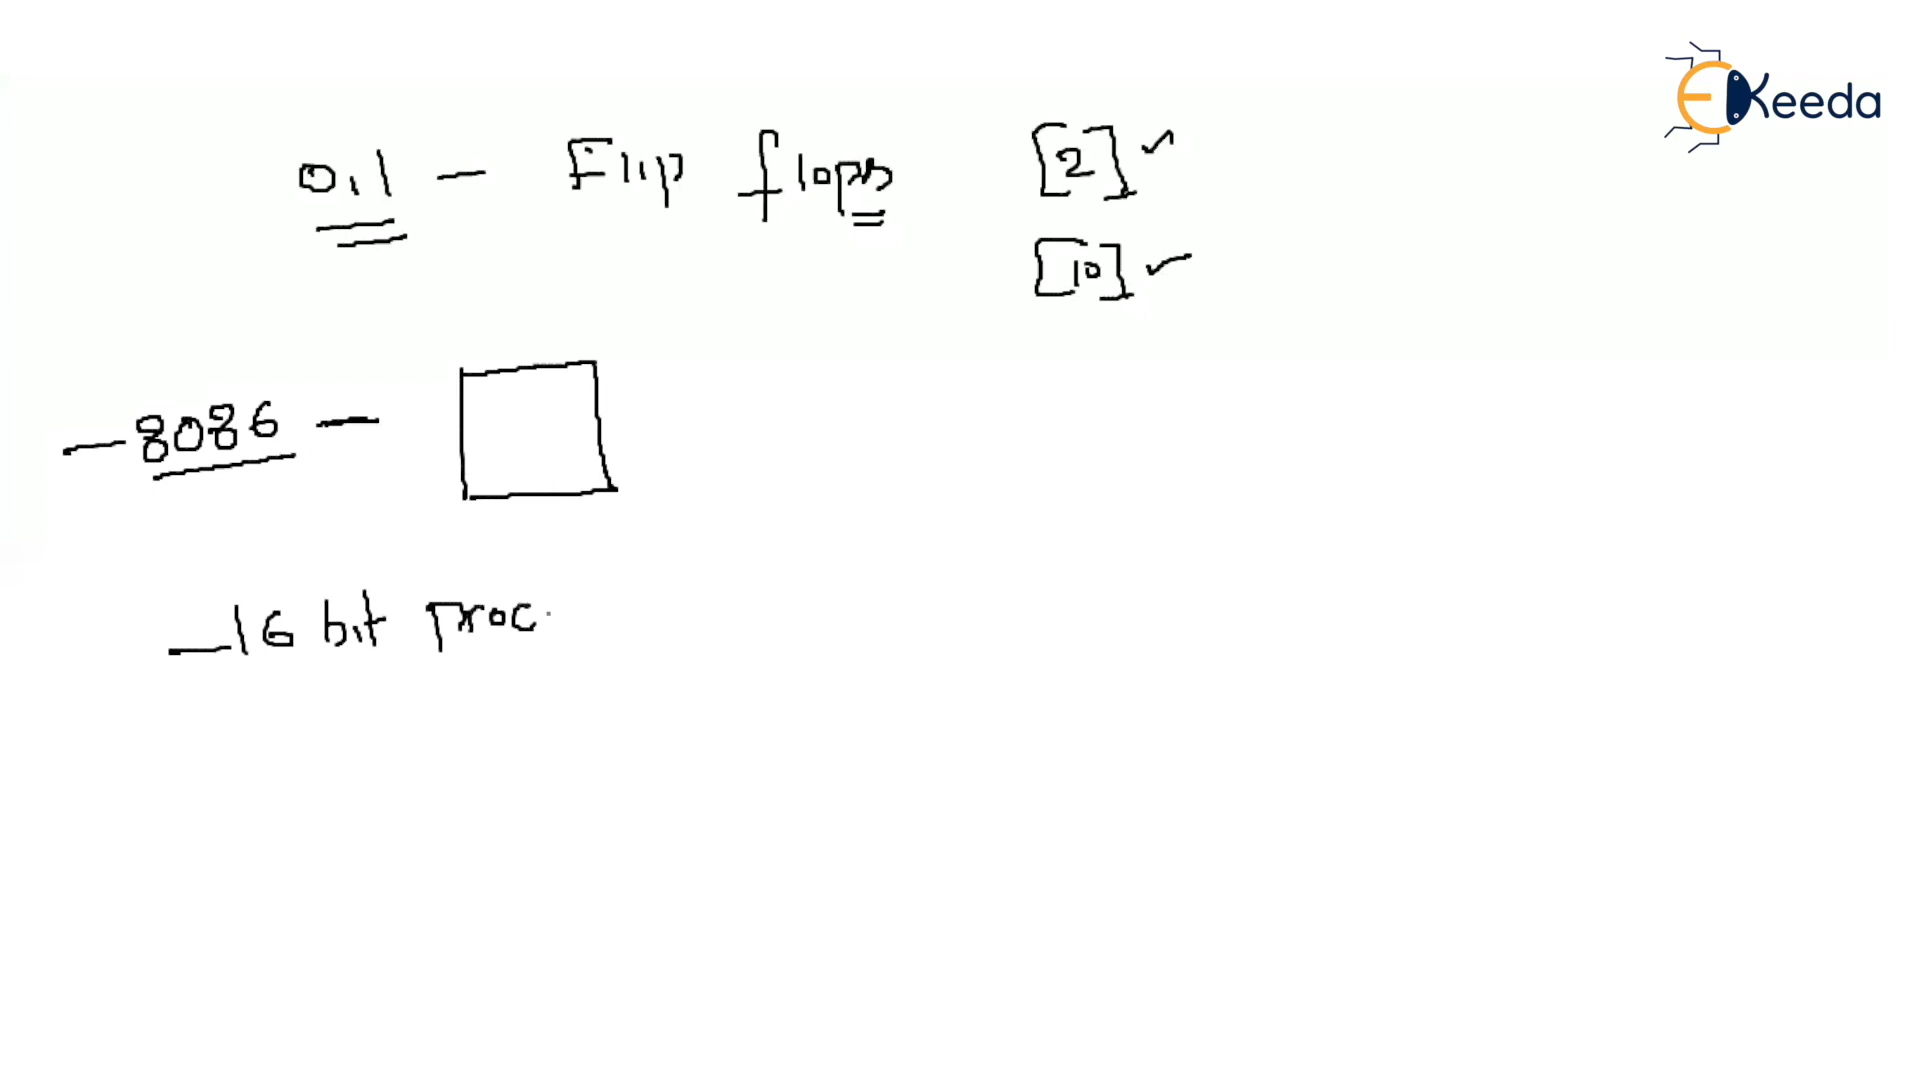 EKeeda
0,1 - Flip flops [2] ✓
[10] ✓
- 8086 -
- 16 bit proc